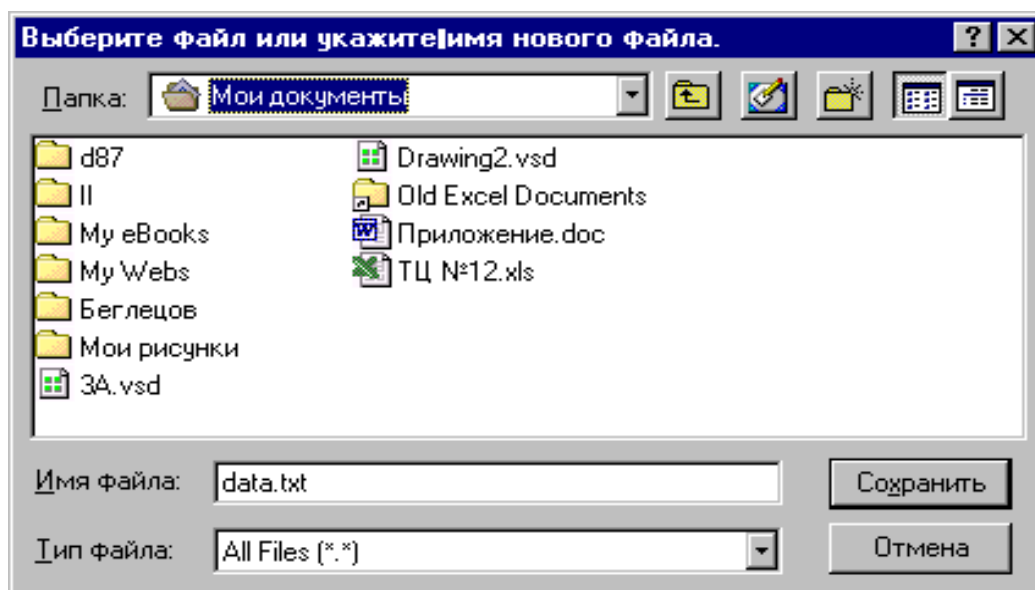 Выберите файл или укажите имя нового файла.
Папка: Мои документы
d87
ll
My eBooks
My Webs
Беглецов
Мои рисунки
3A.vsd
Drawing2.vsd
Old Excel Documents
Приложение.doc
ТЦ №12.xls
Имя файла: data.txt
Сохранить
Тип файла: All Files (*.*)
Отмена